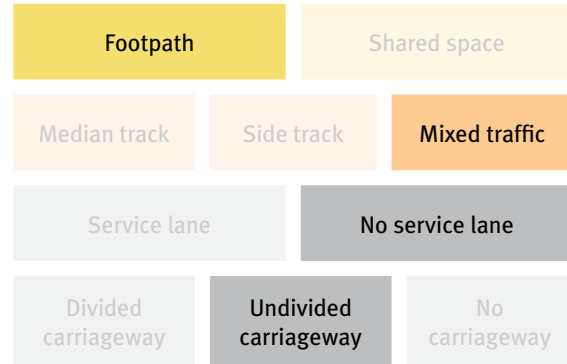 Footpath Shared space
Median track Side track Mixed traffic
Service lane No service lane
Divided carriageway Undivided carriageway No carriageway